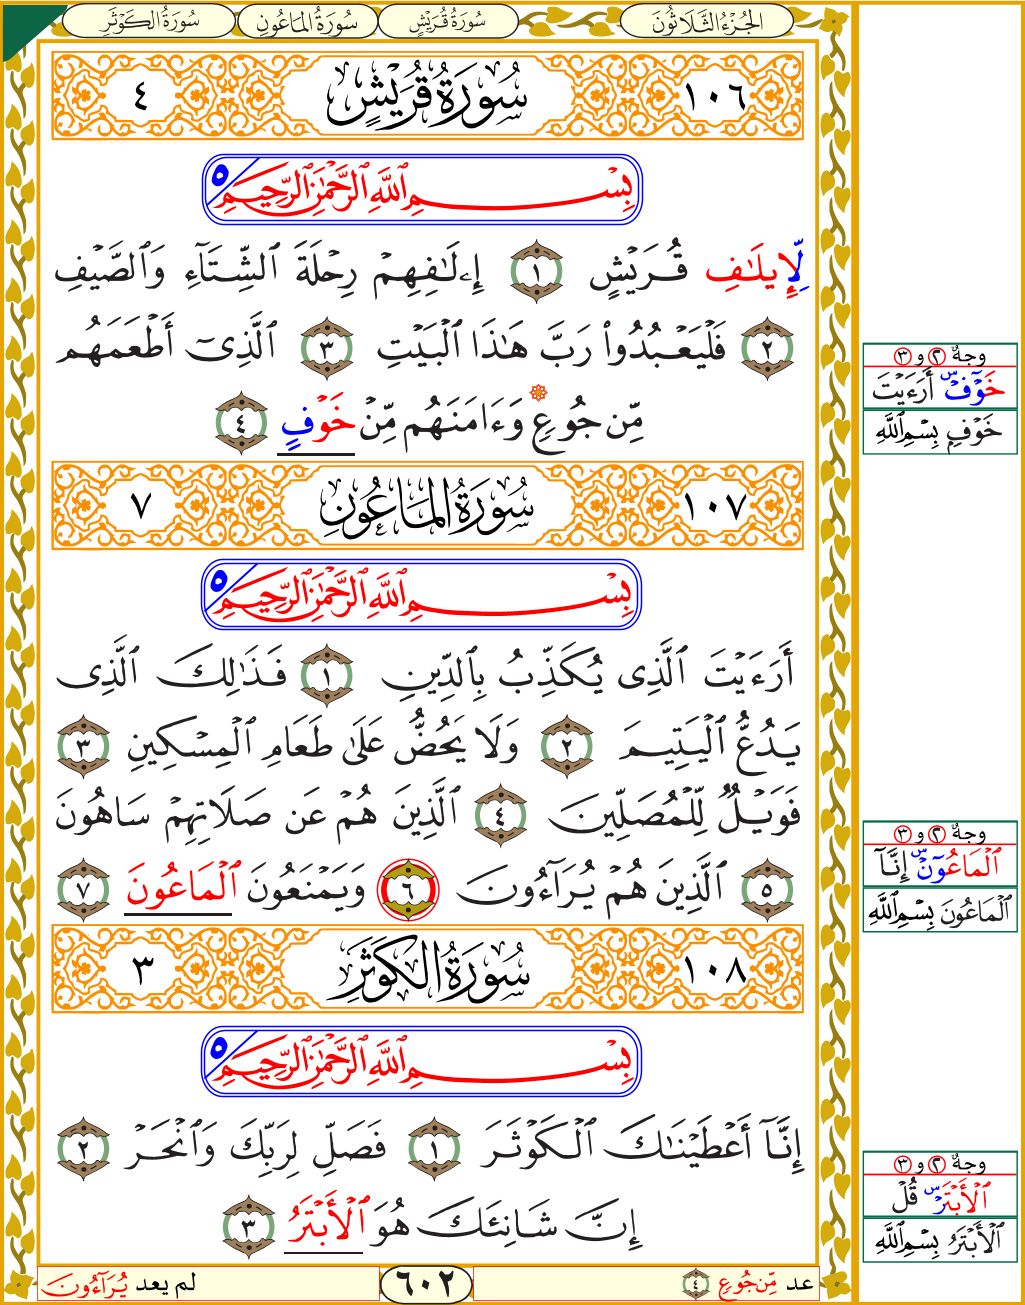 الجُزْءُ الثَّلَاثُونَ سُورَةُ قُرَيْشٍ سُورَةُ المَاعُونِ سُورَةُ الكَوْثَرِ
١٠٦ سُورَةُ قُرَيْشٍ ٤
بِسْمِ ٱللَّهِ ٱلرَّحْمَٰنِ ٱلرَّحِيمِ ٥
لِّإِيلَٰفِ قُرَيْشٍ ١ إِۦلَٰفِهِمْ رِحْلَةَ ٱلشِّتَآءِ وَٱلصَّيْفِ
٢ فَلْيَعْبُدُوا۟ رَبَّ هَٰذَا ٱلْبَيْتِ ٣ ٱلَّذِىٓ أَطْعَمَهُم
مِّن جُوعٍ وَءَامَنَهُم مِّنْ خَوْفٍ ٤
وجهٌ ٢ و ٣
خَوْفْ س أَرَءَيْتَ
خَوْفٍ بِسْمِ ٱللَّهِ
١٠٧ سُورَةُ المَاعُونِ ٧
بِسْمِ ٱللَّهِ ٱلرَّحْمَٰنِ ٱلرَّحِيمِ ٥
أَرَءَيْتَ ٱلَّذِى يُكَذِّبُ بِٱلدِّينِ ١ فَذَٰلِكَ ٱلَّذِى
يَدُعُّ ٱلْيَتِيمَ ٢ وَلَا يَحُضُّ عَلَىٰ طَعَامِ ٱلْمِسْكِينِ ٣
فَوَيْلٌ لِّلْمُصَلِّينَ ٤ ٱلَّذِينَ هُمْ عَن صَلَاتِهِمْ سَاهُونَ
٥ ٱلَّذِينَ هُمْ يُرَآءُونَ ٦ وَيَمْنَعُونَ ٱلْمَاعُونَ ٧
وجهٌ ٢ و ٣
ٱلْمَاعُوٓنْ س إِنَّآ
ٱلْمَاعُونَ بِسْمِ ٱللَّهِ
١٠٨ سُورَةُ الكَوْثَرِ ٣
بِسْمِ ٱللَّهِ ٱلرَّحْمَٰنِ ٱلرَّحِيمِ ٥
إِنَّآ أَعْطَيْنَٰكَ ٱلْكَوْثَرَ ١ فَصَلِّ لِرَبِّكَ وَٱنْحَرْ ٢
إِنَّ شَانِئَكَ هُوَ ٱلْأَبْتَرُ ٣
وجهٌ ٢ و ٣
ٱلْأَبْتَرْ س قُلْ
ٱلْأَبْتَرُ بِسْمِ ٱللَّهِ
عد مِّن جُوعٍ ٤ ٦٠٢ لم يعد يُرَآءُونَ